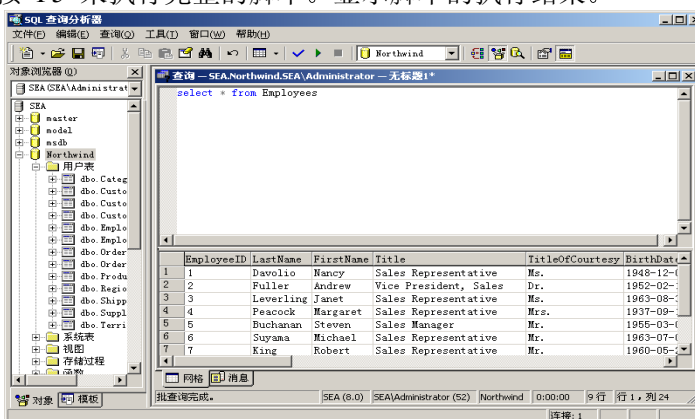 SQL 查询分析器
文件(F) 编辑(E) 查询(Q) 工具(T) 窗口(W) 帮助(H)
Northwind
对象浏览器(Q)
SEA(SEA\Administrat
SEA
master
model
msdb
Northwind
用户表
dbo.Categ
dbo.Custo
dbo.Custo
dbo.Custo
dbo.Emplo
dbo.Emplo
dbo.Order
dbo.Order
dbo.Produ
dbo.Regio
dbo.Shipp
dbo.Suppl
dbo.Terri
系统表
视图
存储过程
对象 模板
查询 — SEA.Northwind.SEA\Administrator — 无标题1*
select * from Employees
EmployeeID LastName FirstName Title TitleOfCourtesy BirthDate
1 1 Davolio Nancy Sales Representative Ms. 1948-12-
2 2 Fuller Andrew Vice President, Sales Dr. 1952-02-
3 3 Leverling Janet Sales Representative Ms. 1963-08-
4 4 Peacock Margaret Sales Representative Mrs. 1937-09-
5 5 Buchanan Steven Sales Manager Mr. 1955-03-
6 6 Suyama Michael Sales Representative Mr. 1963-07-
7 7 King Robert Sales Representative Mr. 1960-05-
网格 消息
批查询完成。 SEA (8.0) SEA\Administrator (52) Northwind 0:00:00 9 行 行 1, 列 24
连接: 1